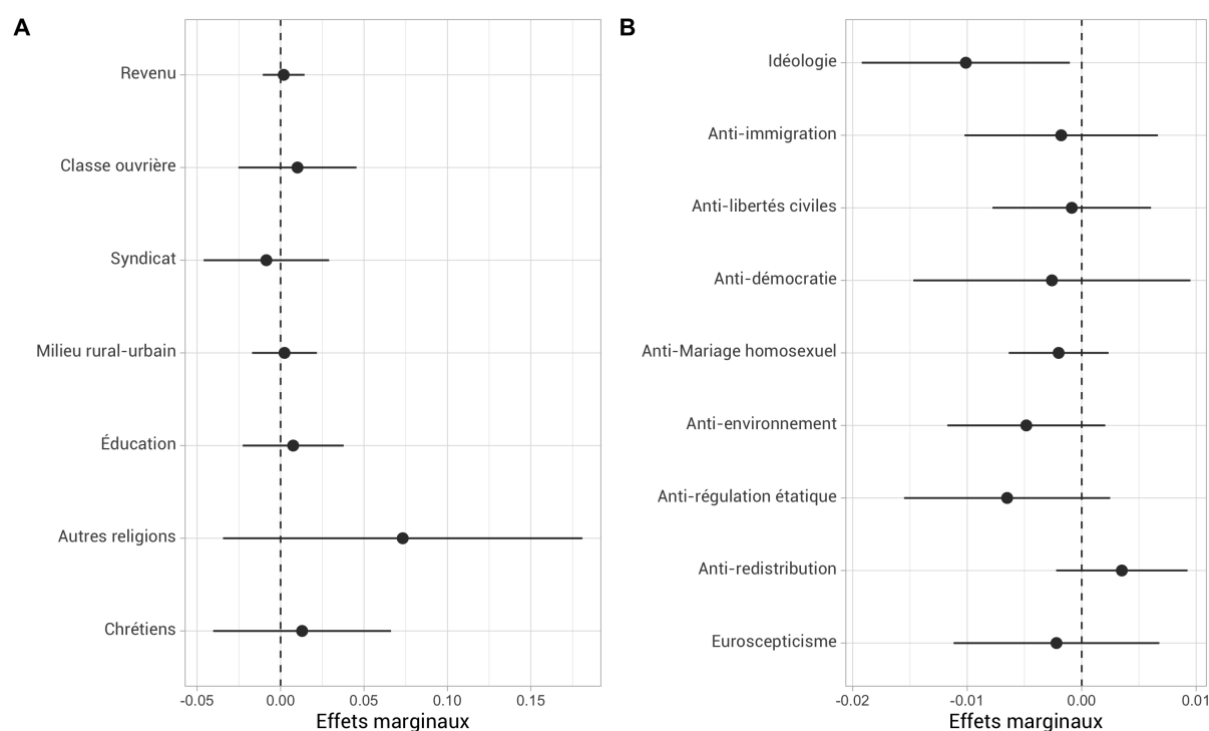 A
Revenu
Classe ouvrière
Syndicat
Milieu rural-urbain
Éducation
Autres religions
Chrétiens
-0.05 0.00 0.05 0.10 0.15
Effets marginaux
B
Idéologie
Anti-immigration
Anti-libertés civiles
Anti-démocratie
Anti-Mariage homosexuel
Anti-environnement
Anti-régulation étatique
Anti-redistribution
Euroscepticisme
-0.02 -0.01 0.00 0.01
Effets marginaux